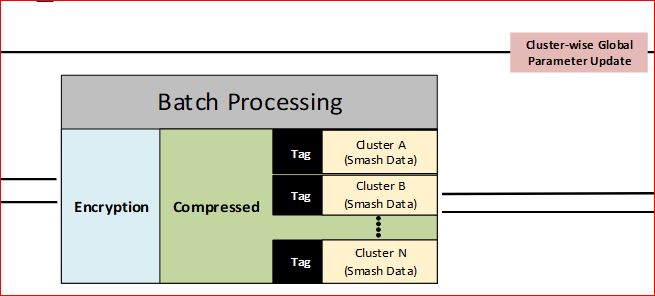 Cluster-wise Global
Parameter Update
Batch Processing
Encryption
Compressed
Tag
Cluster A
(Smash Data)
Tag
Cluster B
(Smash Data)
Tag
Cluster N
(Smash Data)